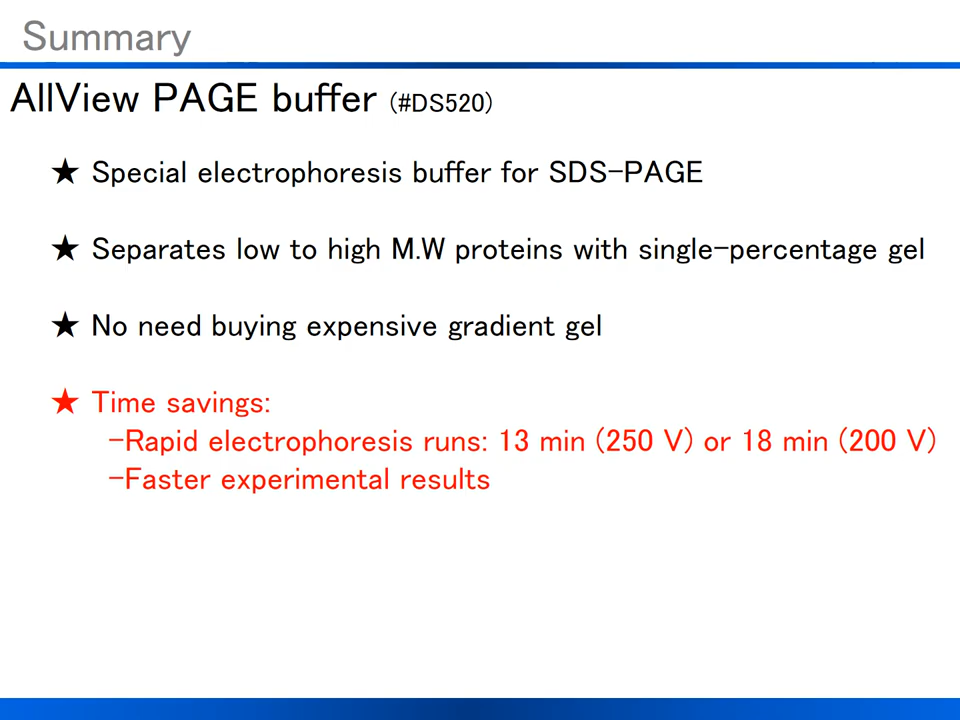 Summary
AllView PAGE buffer (#DS520)
★ Special electrophoresis buffer for SDS-PAGE
★ Separates low to high M.W proteins with single-percentage gel
★ No need buying expensive gradient gel
★ Time savings:
-Rapid electrophoresis runs: 13 min (250 V) or 18 min (200 V)
-Faster experimental results